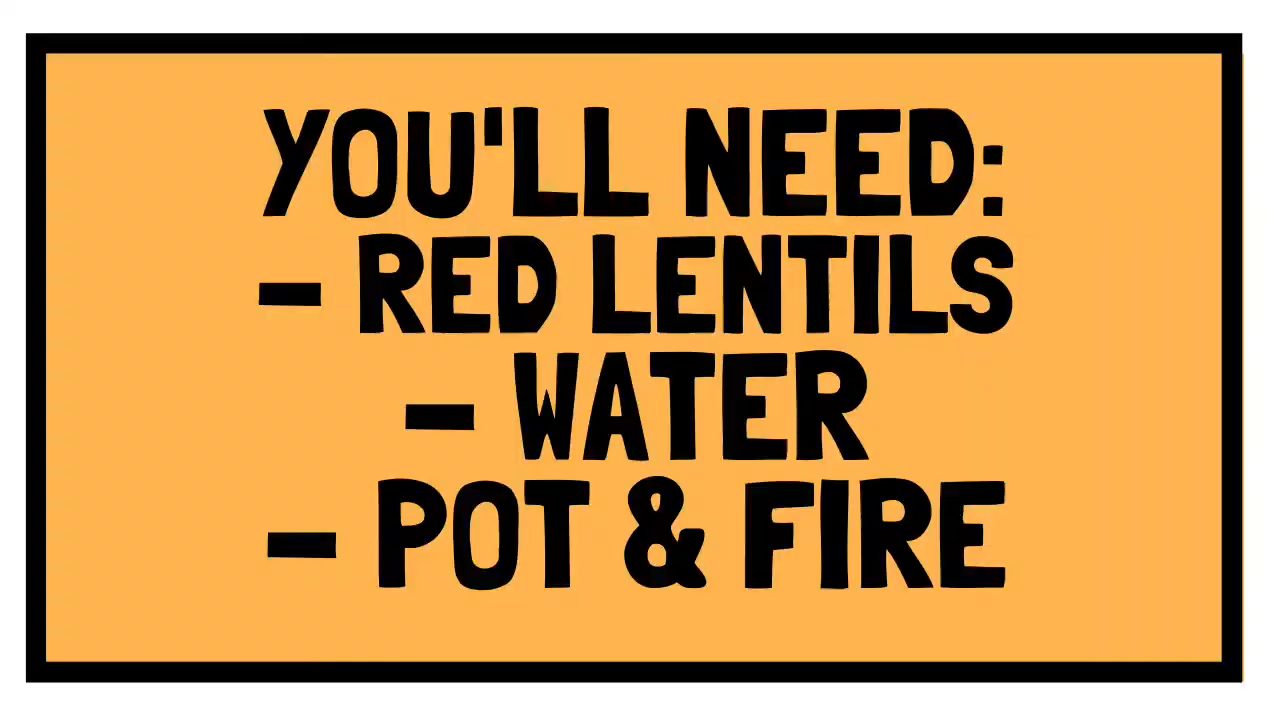 YOU'LL NEED:
- RED LENTILS
- WATER
- POT & FIRE